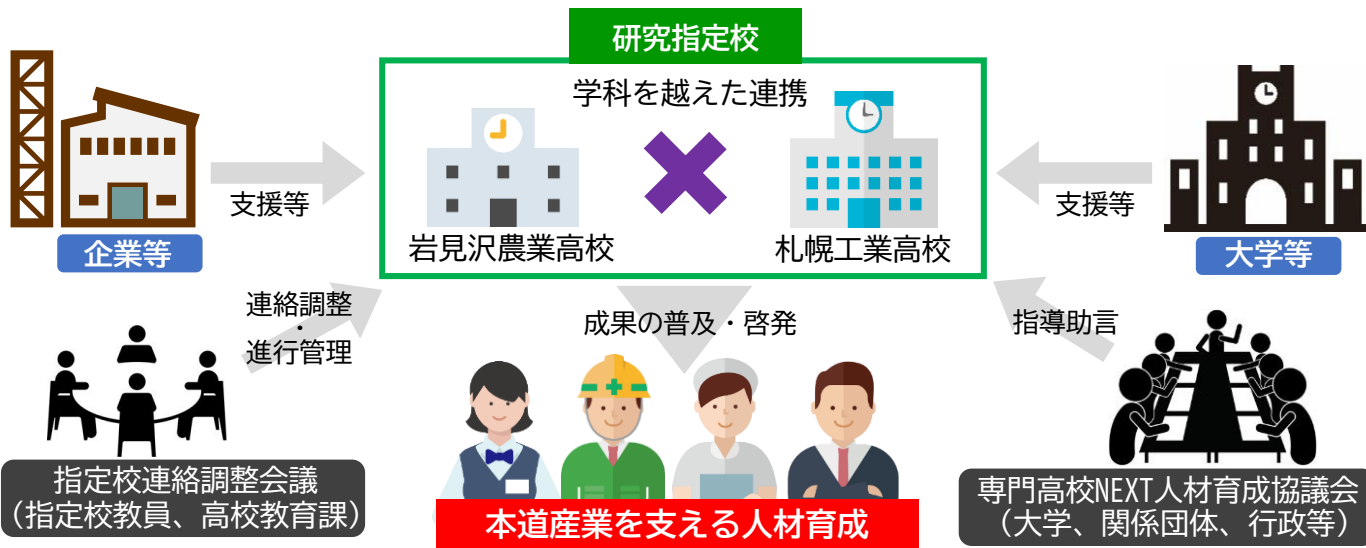 研究指定校
学科を越えた連携
岩見沢農業高校
札幌工業高校
支援等
企業等
支援等
大学等
連絡調整
・
進行管理
成果の普及・啓発
指導助言
指定校連絡調整会議
（指定校教員、高校教育課）
本道産業を支える人材育成
専門高校NEXT人材育成協議会
（大学、関係団体、行政等）